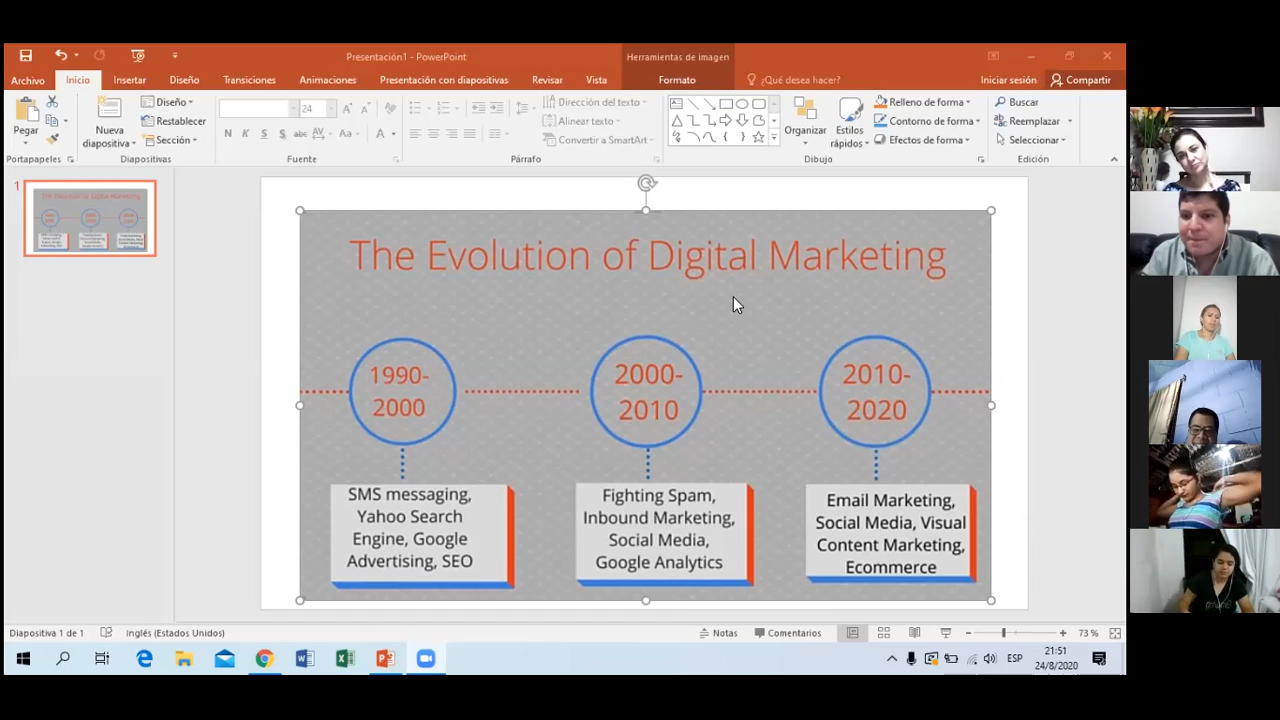 Presentación1 - PowerPoint
Herramientas de imagen
Archivo Inicio Insertar Diseño Transiciones Animaciones Presentación con diapositivas Revisar Vista Formato ¿Qué desea hacer? Iniciar sesión Compartir
Pegar
Nueva diapositiva
Diseño
Restablecer
Sección
24
N K S abc AV Aa A
Dirección del texto
Alinear texto
Convertir a SmartArt
Organizar
Estilos rápidos
Relleno de forma
Contorno de forma
Efectos de forma
Buscar
Reemplazar
Seleccionar
Portapapeles Diapositivas Fuente Párrafo Dibujo Edición
1
The Evolution of Digital Marketing
1990-
2000
2000-
2010
2010-
2020
SMS messaging,
Yahoo Search
Engine, Google
Advertising, SEO
Fighting Spam,
Inbound Marketing,
Social Media,
Google Analytics
Email Marketing,
Social Media, Visual
Content Marketing,
Ecommerce
Diapositiva 1 de 1 Inglés (Estados Unidos) Notas Comentarios 73 %
ESP
21:51
24/8/2020